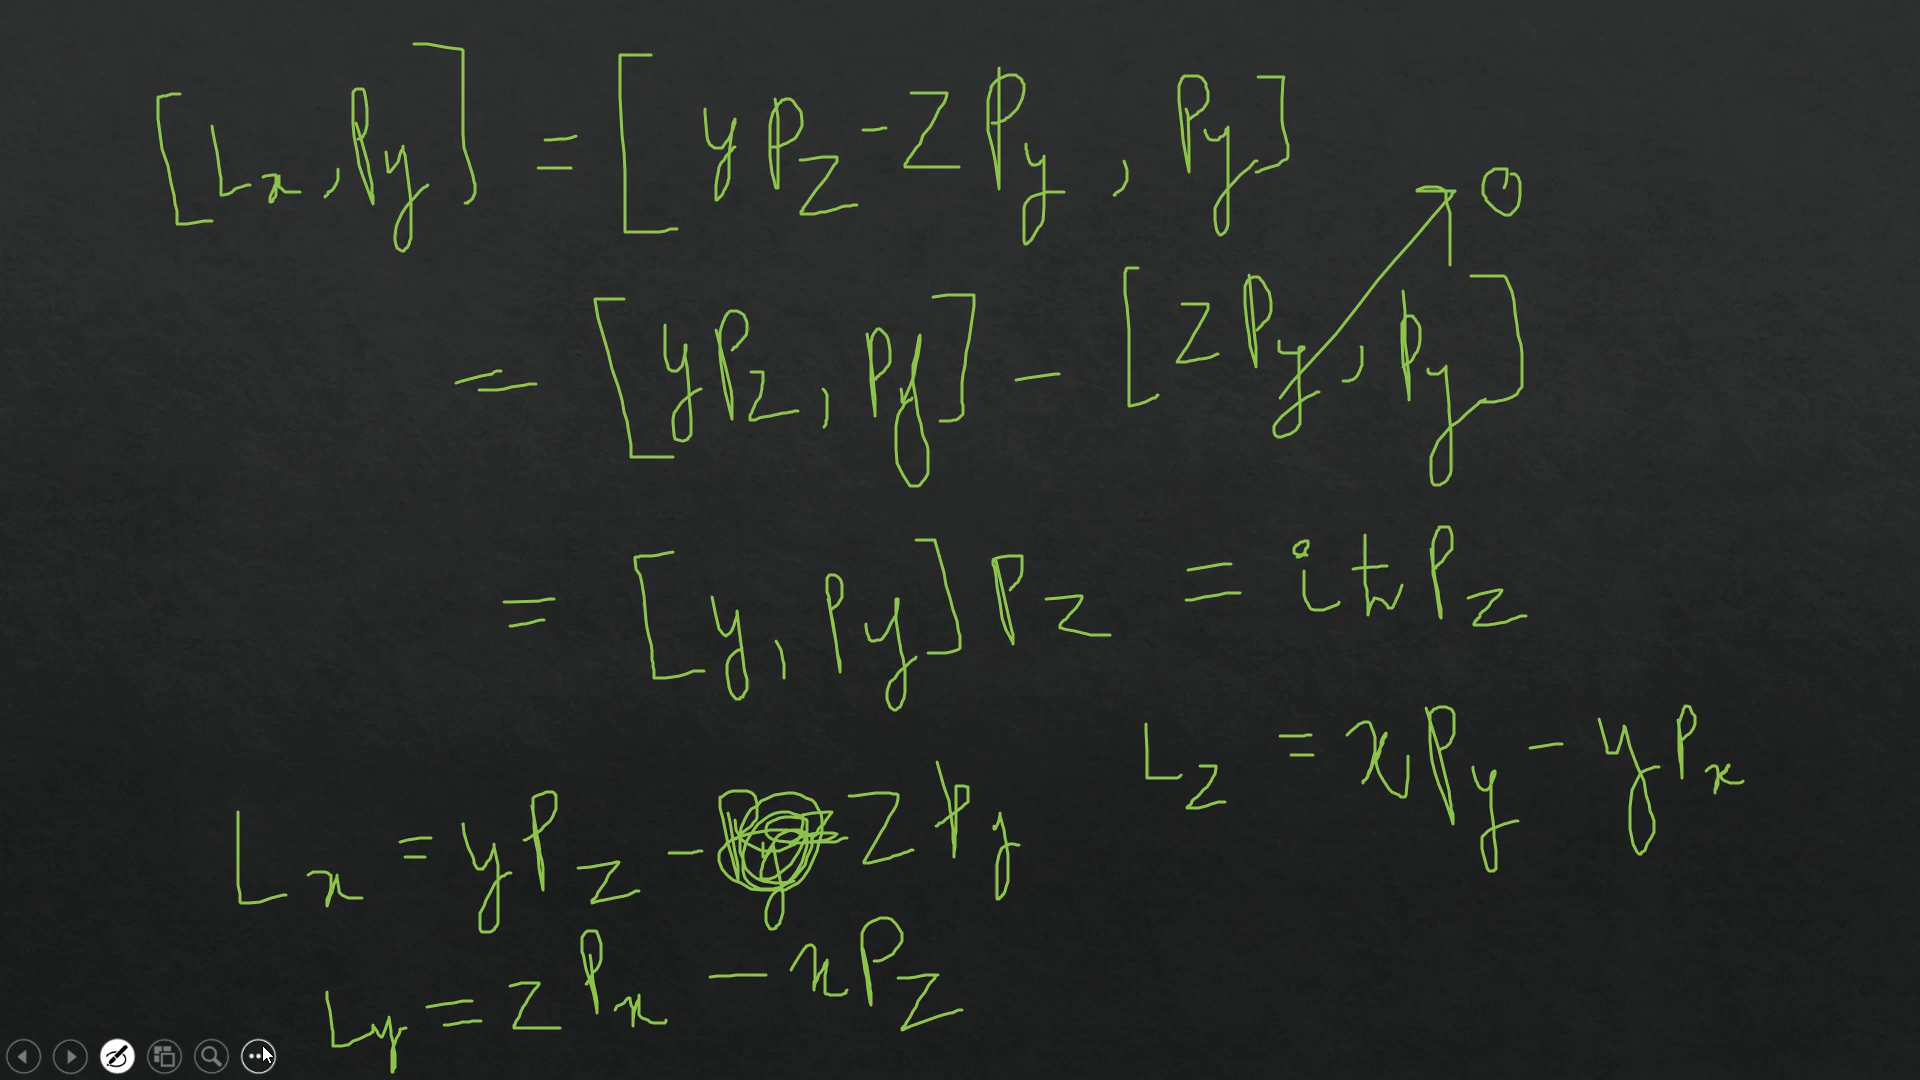 [Lx, Py] = [yPz - zPy, Py]
= [yPz, Py] - [zPy, Py] → 0
= [y, Py]Pz = iħPz
Lz = xPy - yPx
Lx = yPz - zPy
Ly = zPx - xPz